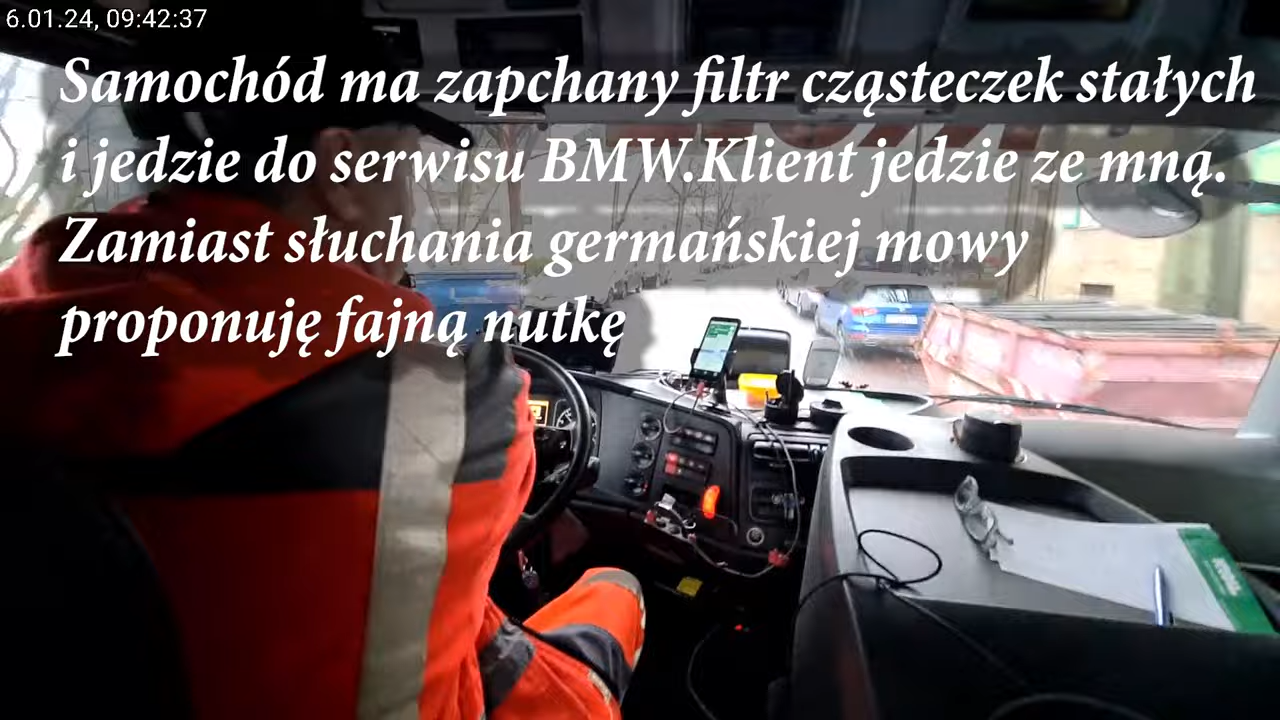 6.01.24, 09:42:37
Samochód ma zapchany filtr cząsteczek stałych
i jedzie do serwisu BMW.Klient jedzie ze mną.
Zamiast słuchania germańskiej mowy
proponuję fajną nutkę